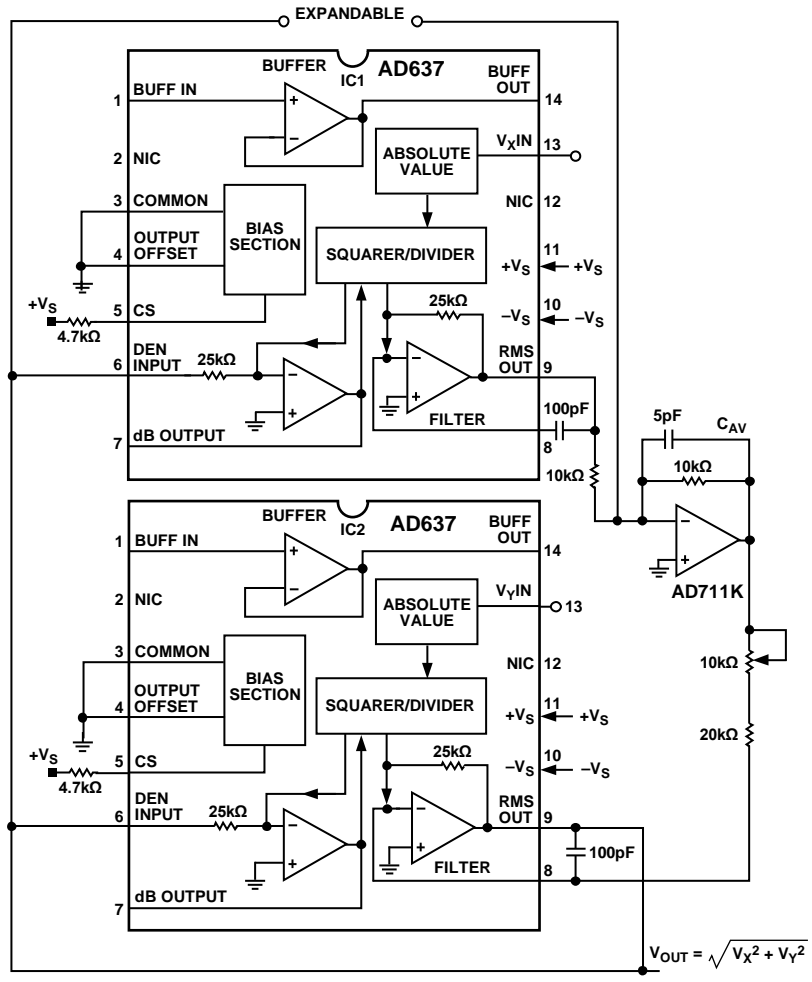 EXPANDABLE
BUFFER
IC1
AD637
BUFF
OUT
1
BUFF IN
14
+
−
ABSOLUTE
VALUE
VXIN
13
2
NIC
3
COMMON
NIC
12
BIAS
SECTION
4
OUTPUT
OFFSET
SQUARER/DIVIDER
11
+VS
+VS
+VS
4.7kΩ
5
CS
25kΩ
10
−VS
−VS
6
DEN
INPUT
25kΩ
−
+
−
+
RMS
OUT
9
7
dB OUTPUT
FILTER
100pF
8
10kΩ
5pF
CAV
10kΩ
−
+
AD711K
10kΩ
20kΩ
BUFFER
IC2
AD637
BUFF
OUT
1
BUFF IN
14
+
−
ABSOLUTE
VALUE
VYIN
13
2
NIC
3
COMMON
NIC
12
BIAS
SECTION
4
OUTPUT
OFFSET
SQUARER/DIVIDER
11
+VS
+VS
+VS
4.7kΩ
5
CS
25kΩ
10
−VS
−VS
6
DEN
INPUT
25kΩ
−
+
−
+
RMS
OUT
9
100pF
7
dB OUTPUT
FILTER
8
VOUT = √VX² + VY²